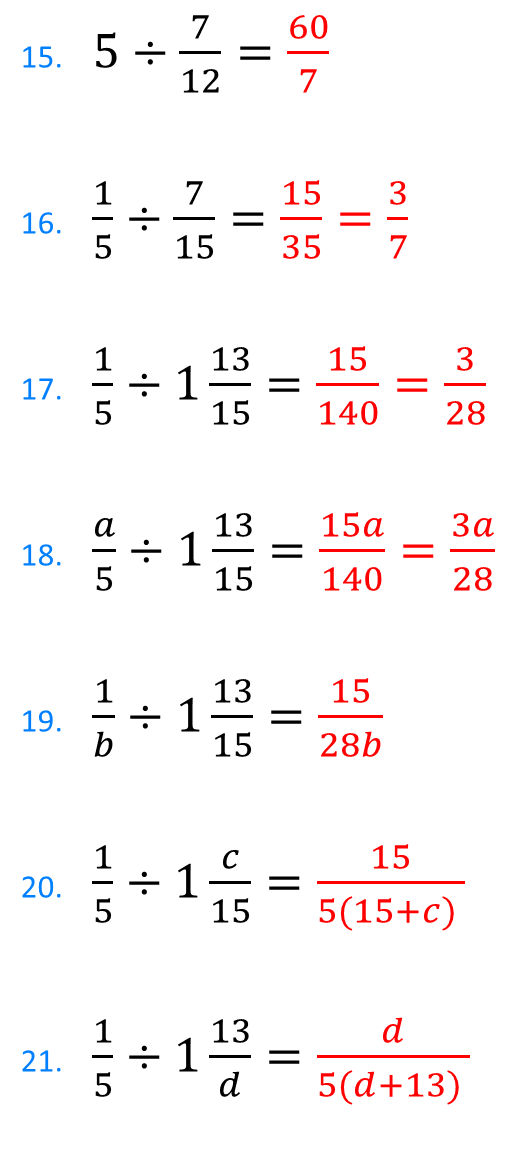 15. 5 ÷ 7/12 = 60/7
16. 1/5 ÷ 7/15 = 15/35 = 3/7
17. 1/5 ÷ 1 13/15 = 15/140 = 3/28
18. a/5 ÷ 1 13/15 = 15a/140 = 3a/28
19. 1/b ÷ 1 13/15 = 15/28b
20. 1/5 ÷ 1 c/15 = 15/5(15+c)
21. 1/5 ÷ 1 13/d = d/5(d+13)